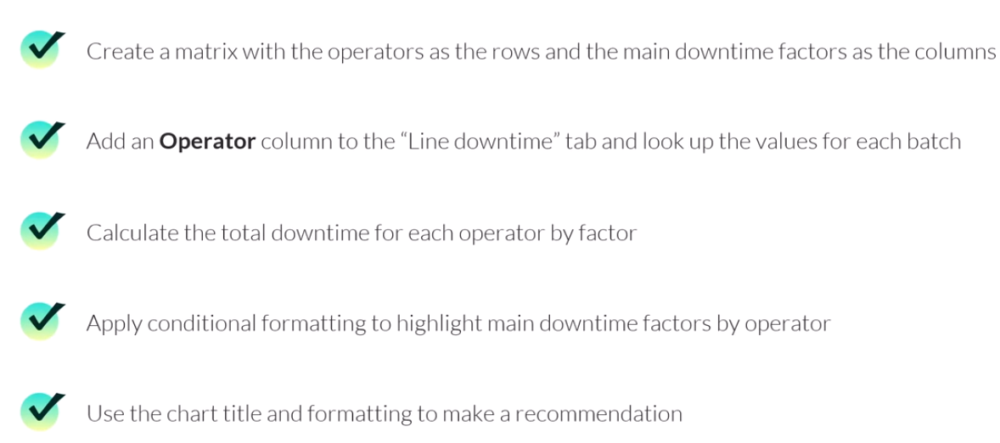 Create a matrix with the operators as the rows and the main downtime factors as the columns
Add an Operator column to the “Line downtime” tab and look up the values for each batch
Calculate the total downtime for each operator by factor
Apply conditional formatting to highlight main downtime factors by operator
Use the chart title and formatting to make a recommendation